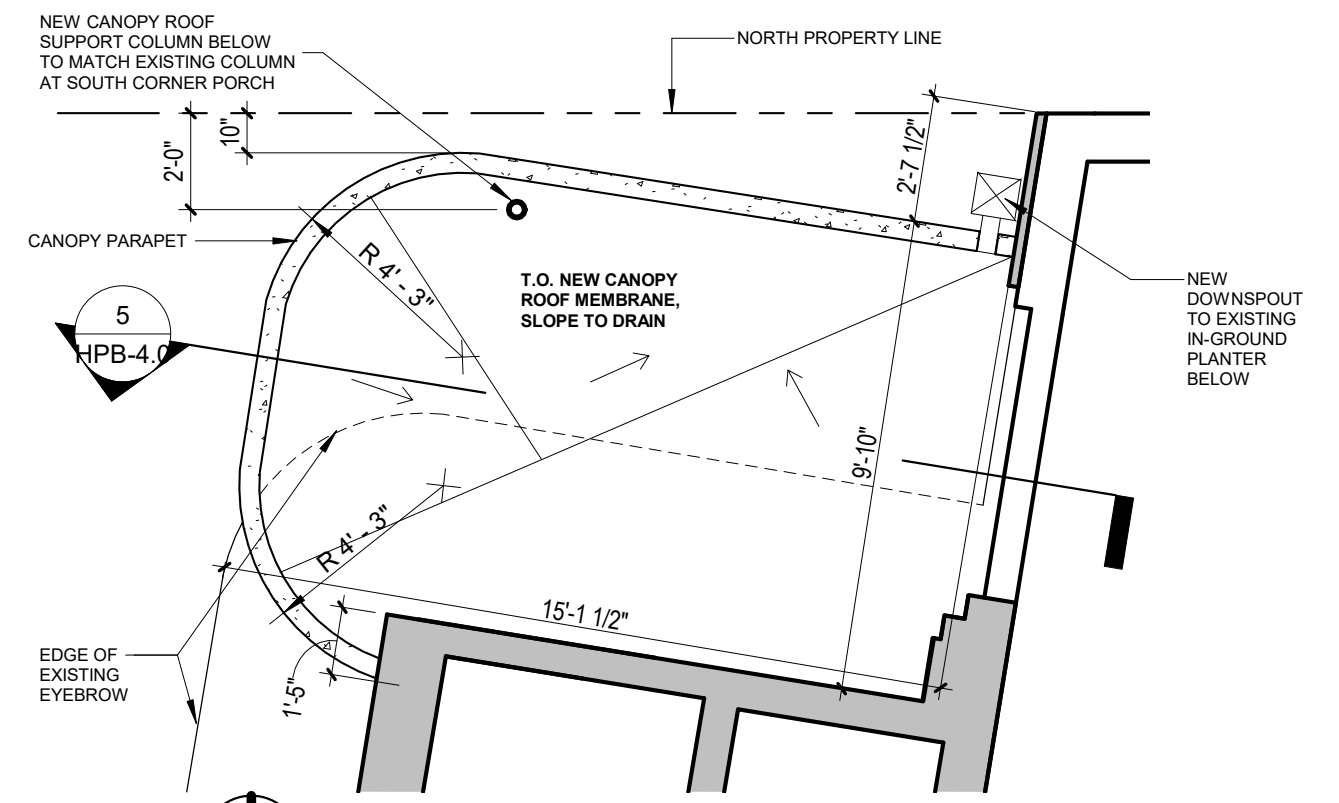 NEW CANOPY ROOF
SUPPORT COLUMN BELOW
TO MATCH EXISTING COLUMN
AT SOUTH CORNER PORCH
NORTH PROPERTY LINE
10"
2'-0"
2'-7 1/2"
CANOPY PARAPET
R 4' - 3"
T.O. NEW CANOPY
ROOF MEMBRANE,
SLOPE TO DRAIN
NEW
DOWNSPOUT
TO EXISTING
IN-GROUND
PLANTER
BELOW
5
HPB-4.0
9'-10"
R 4' - 3"
15'-1 1/2"
1'-5"
EDGE OF
EXISTING
EYEBROW